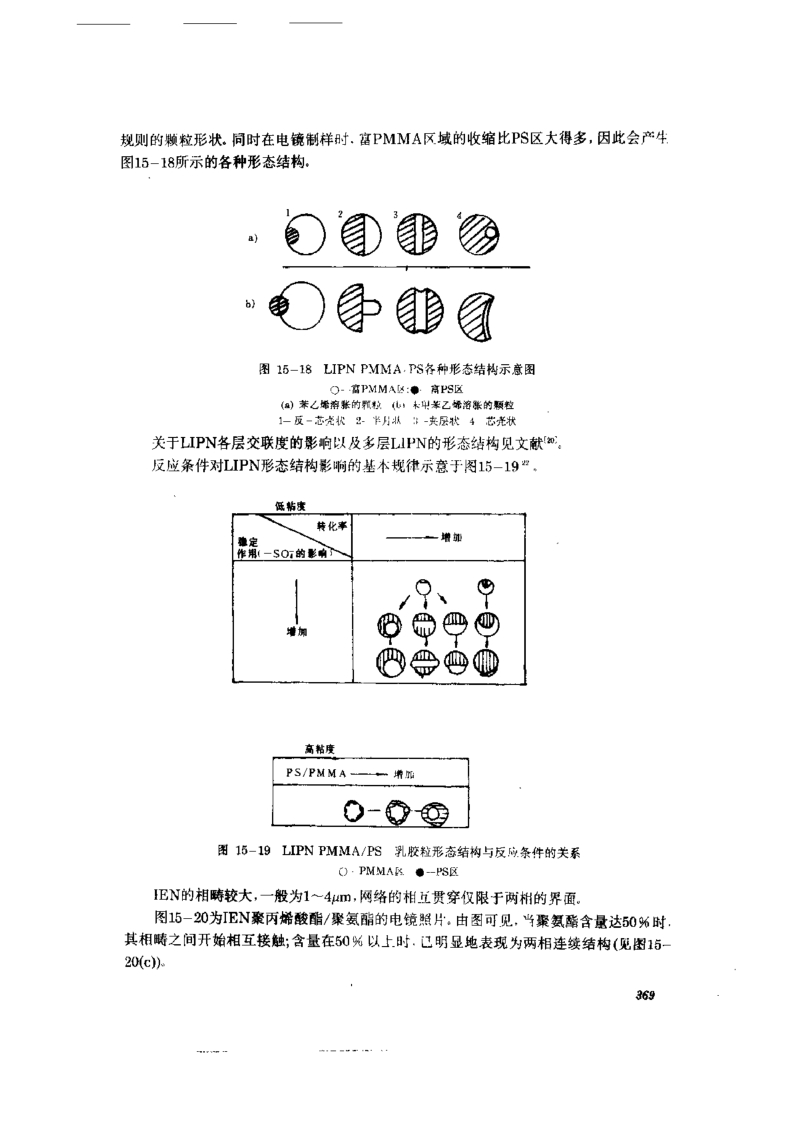 规则的颗粒形状。同时在电镜制样时，富PMMA区域的收缩比PS区大得多，因此会产生
图15-18所示的各种形态结构。
1 2 3 4
a)
b)
图 15-18 LIPN PMMA/PS各种形态结构示意图
○--富PMMA区;● 富PS区
(a) 苯乙烯溶胀的颗粒 (b) 未用苯乙烯溶胀的颗粒
1-反-芯壳状 2- 半月状 3-夹层状 4 芯壳状
关于LIPN各层交联度的影响以及多层LIPN的形态结构见文献[20]。
反应条件对LIPN形态结构影响的基本规律示意于图15-19 22 。
低粘度
转化率
稳定
作用(-SO4̄的影响)
增加
增加
高粘度
PS/PMMA 增加
图 15-19 LIPN PMMA/PS 乳胶粒形态结构与反应条件的关系
○ · PMMA区 ●-PS区
IEN的相畴较大，一般为1～4μm，网络的相互贯穿仅限于两相的界面。
图15-20为IEN聚丙烯酸酯/聚氨酯的电镜照片。由图可见，当聚氨酯含量达50%时，
其相畴之间开始相互接触;含量在50%以上时，已明显地表现为两相连续结构(见图15-
20(c))。
369